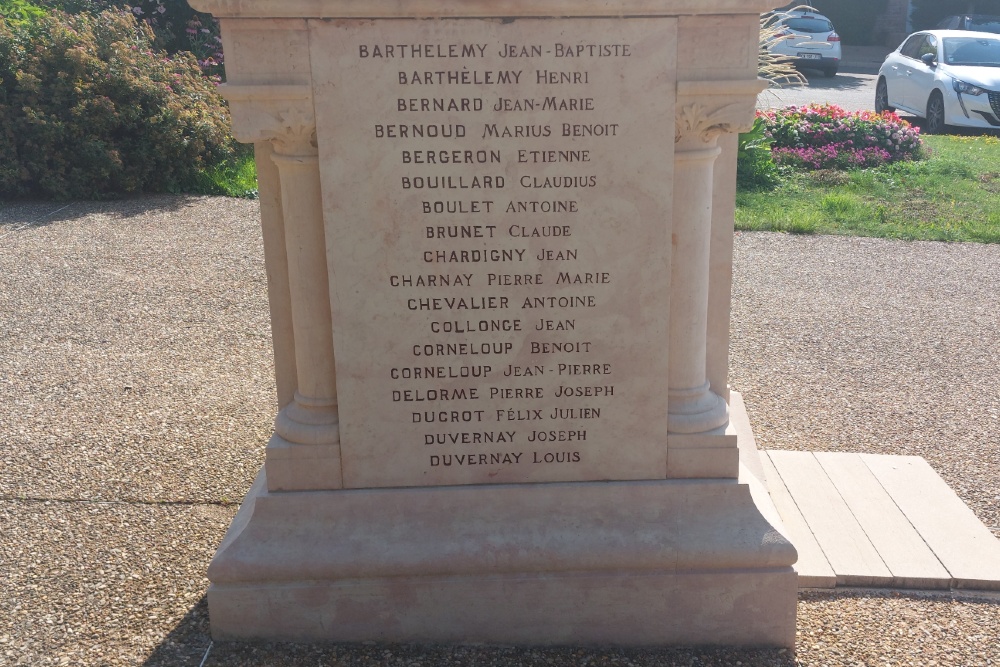 BARTHELEMY JEAN-BAPTISTE
BARTHÈLEMY HENRI
BERNARD JEAN-MARIE
BERNOUD MARIUS BENOIT
BERGERON ETIENNE
BOUILLARD CLAUDIUS
BOULET ANTOINE
BRUNET CLAUDE
CHARDIGNY JEAN
CHARNAY PIERRE MARIE
CHEVALIER ANTOINE
COLLONGE JEAN
CORNELOUP BENOIT
CORNELOUP JEAN-PIERRE
DELORME PIERRE JOSEPH
DUCROT FÉLIX JULIEN
DUVERNAY JOSEPH
DUVERNAY LOUIS